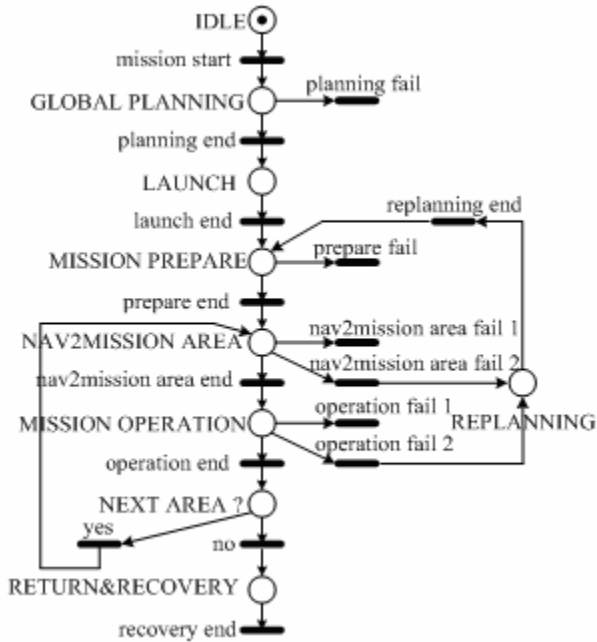 IDLE
mission start
planning fail
GLOBAL PLANNING
planning end
LAUNCH
replanning end
launch end
prepare fail
MISSION PREPARE
prepare end
nav2mission area fail 1
NAV2MISSION AREA
nav2mission area fail 2
nav2mission area end
operation fail 1
MISSION OPERATION
REPLANNING
operation fail 2
operation end
NEXT AREA ?
yes
no
RETURN&RECOVERY
recovery end